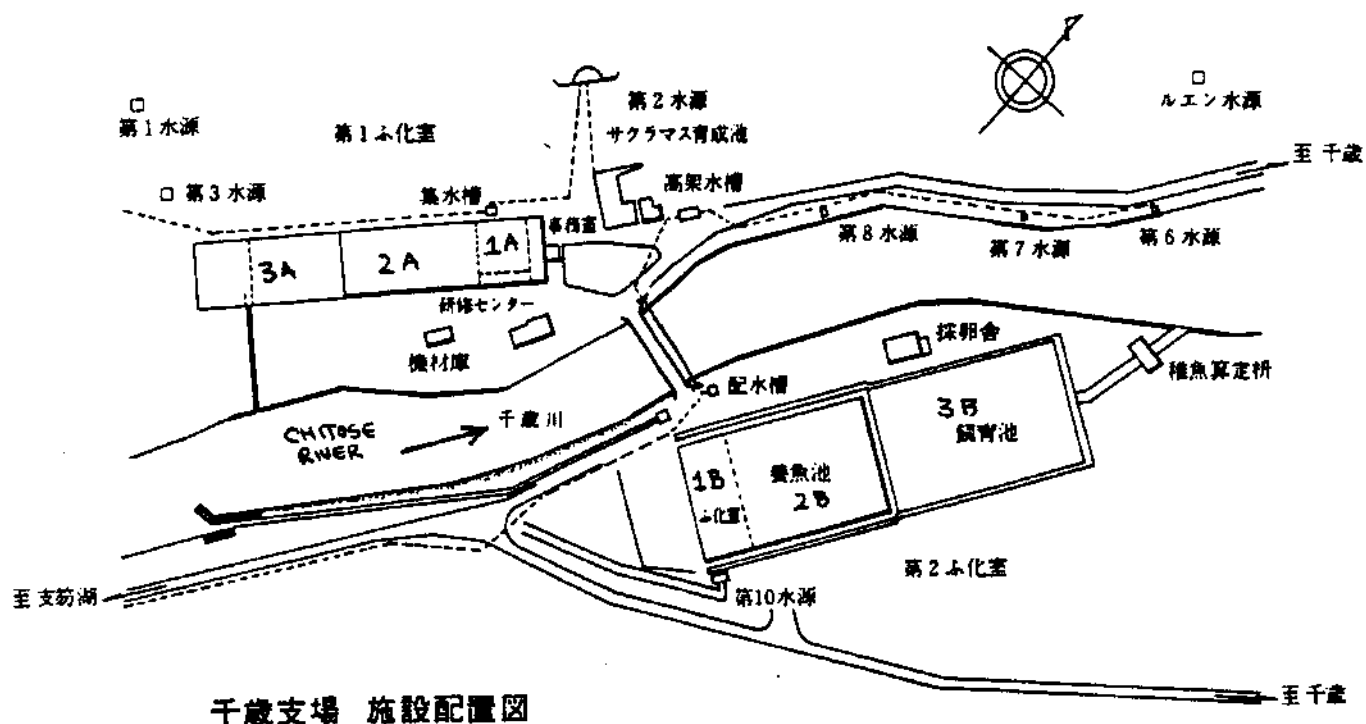 第2水源
ルエン水源
第1水源
第1ふ化室
サクラマス育成池
至 千歳
第3水源
集水槽
高架水槽
事務室
1A
2A
3A
第8水源
第7水源
第6水源
研修センター
機材庫
採卵舎
稚魚算定枡
配水槽
千歳川
CHITOSE
RIVER
3B
飼育池
1B
ふ化室
養魚池
2B
第2ふ化室
至 支笏湖
第10水源
千歳支場 施設配置図
至 千歳